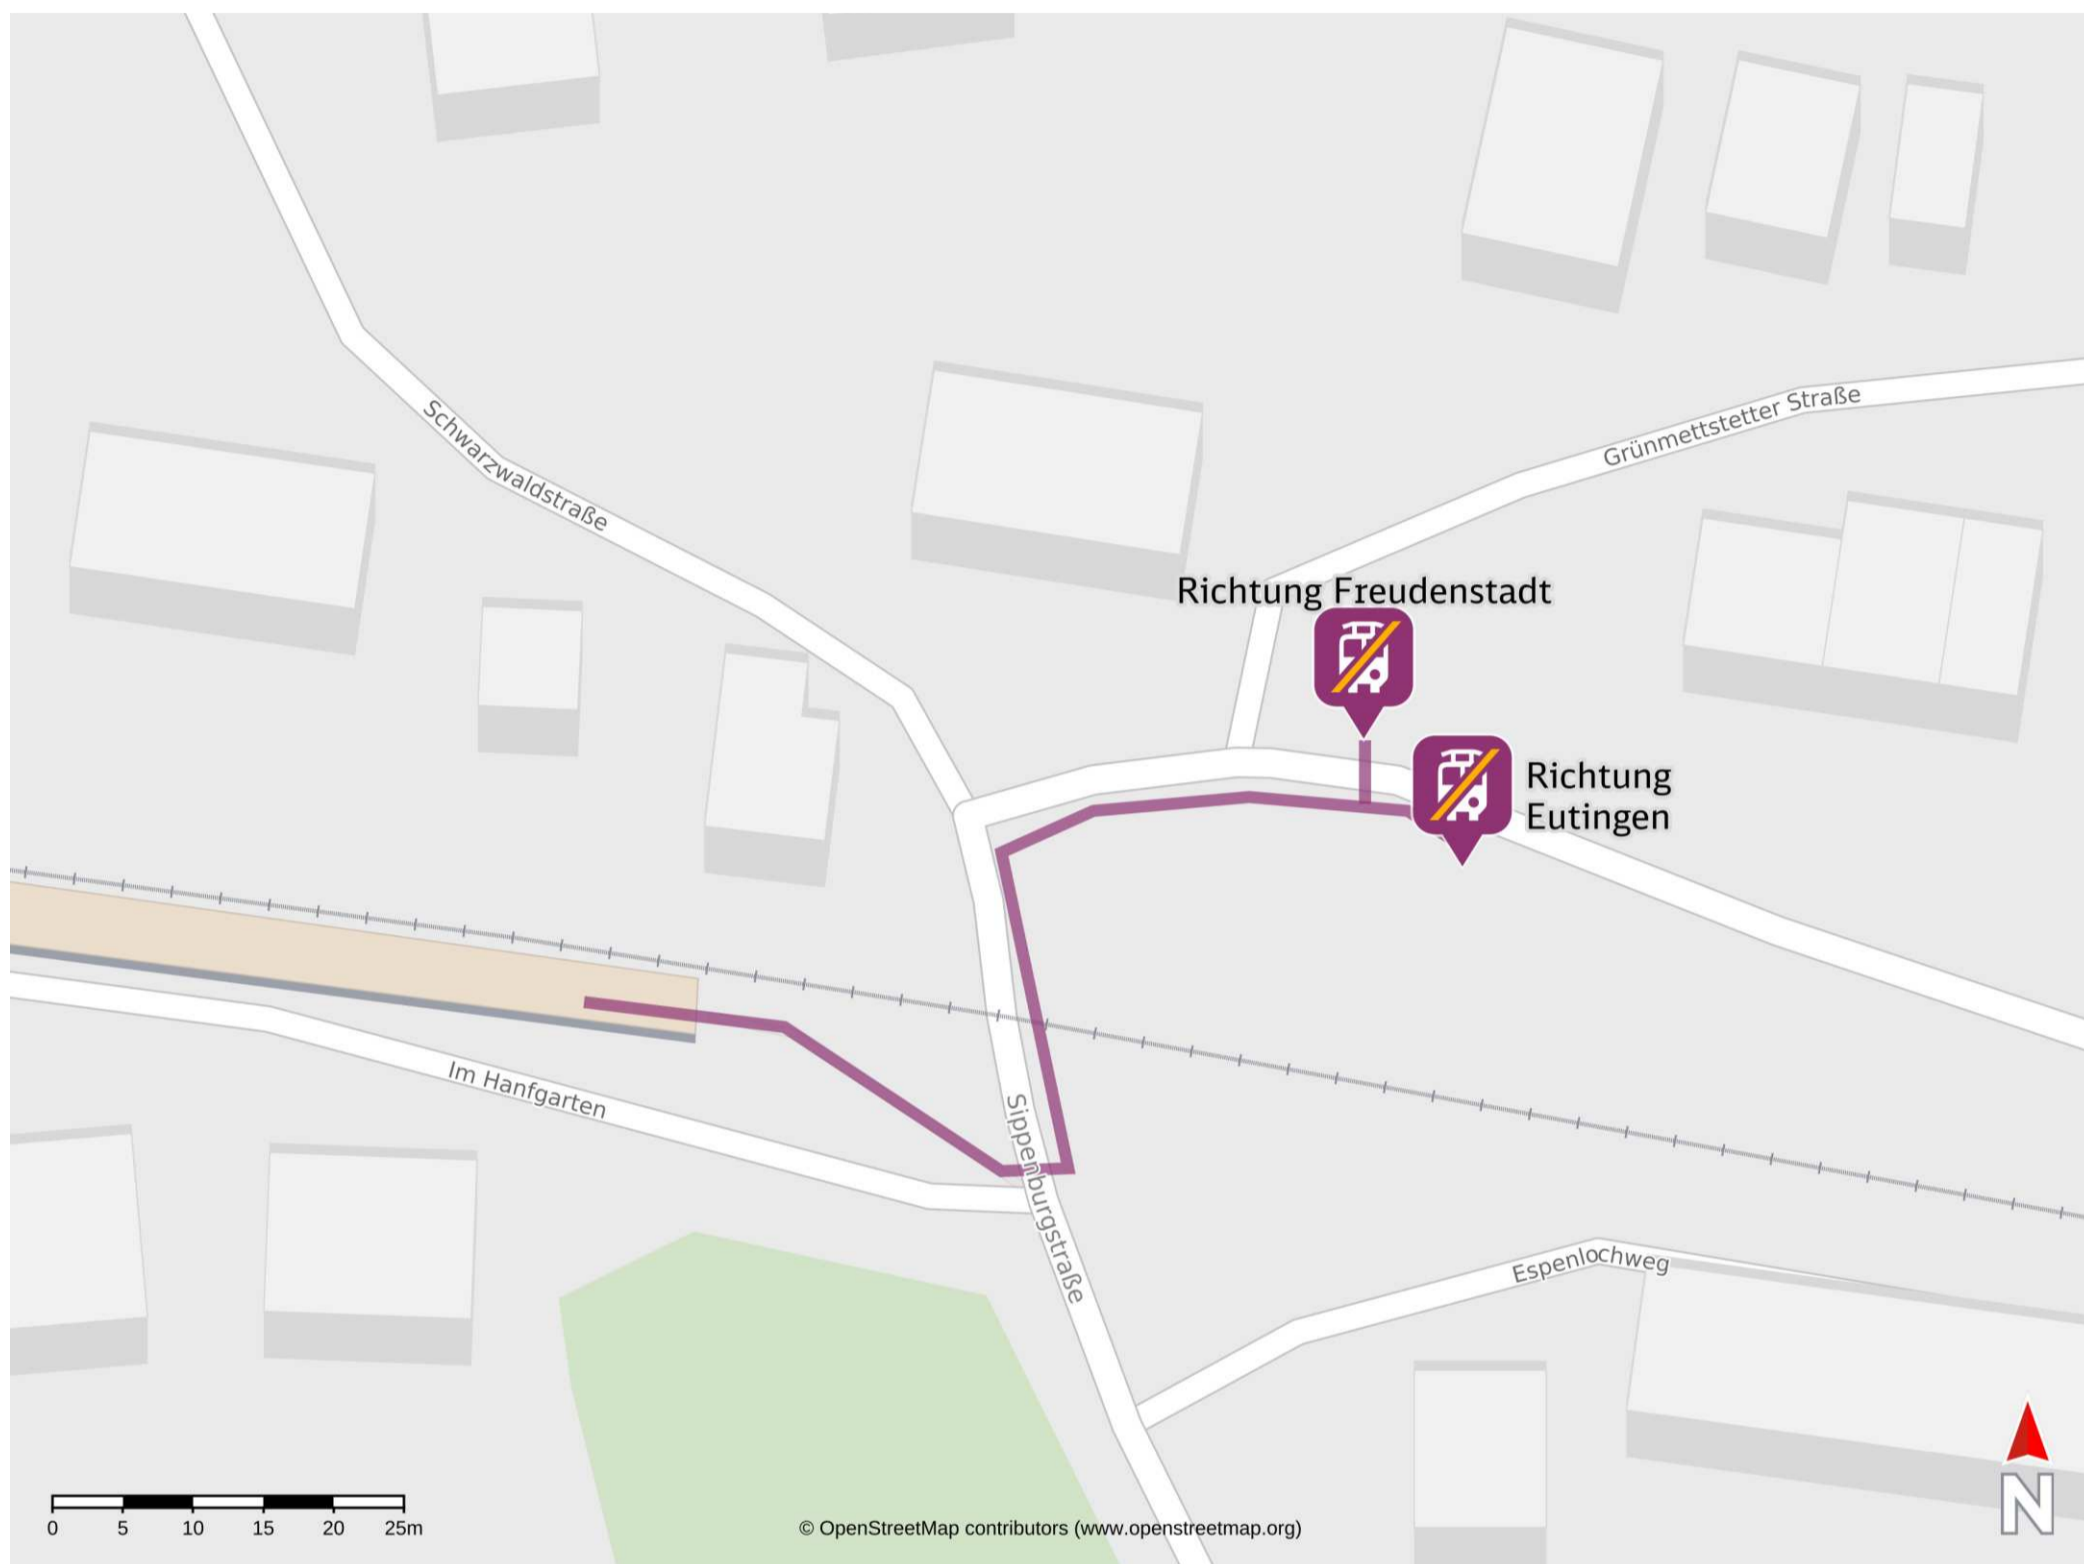 Schwarzwaldstraße
Grünmettstetter Straße
Richtung Freudenstadt
Richtung
Eutingen
Im Hanfgarten
Sippenburgstraße
Espenlochweg
0 5 10 15 20 25m
© OpenStreetMap contributors (www.openstreetmap.org)
N